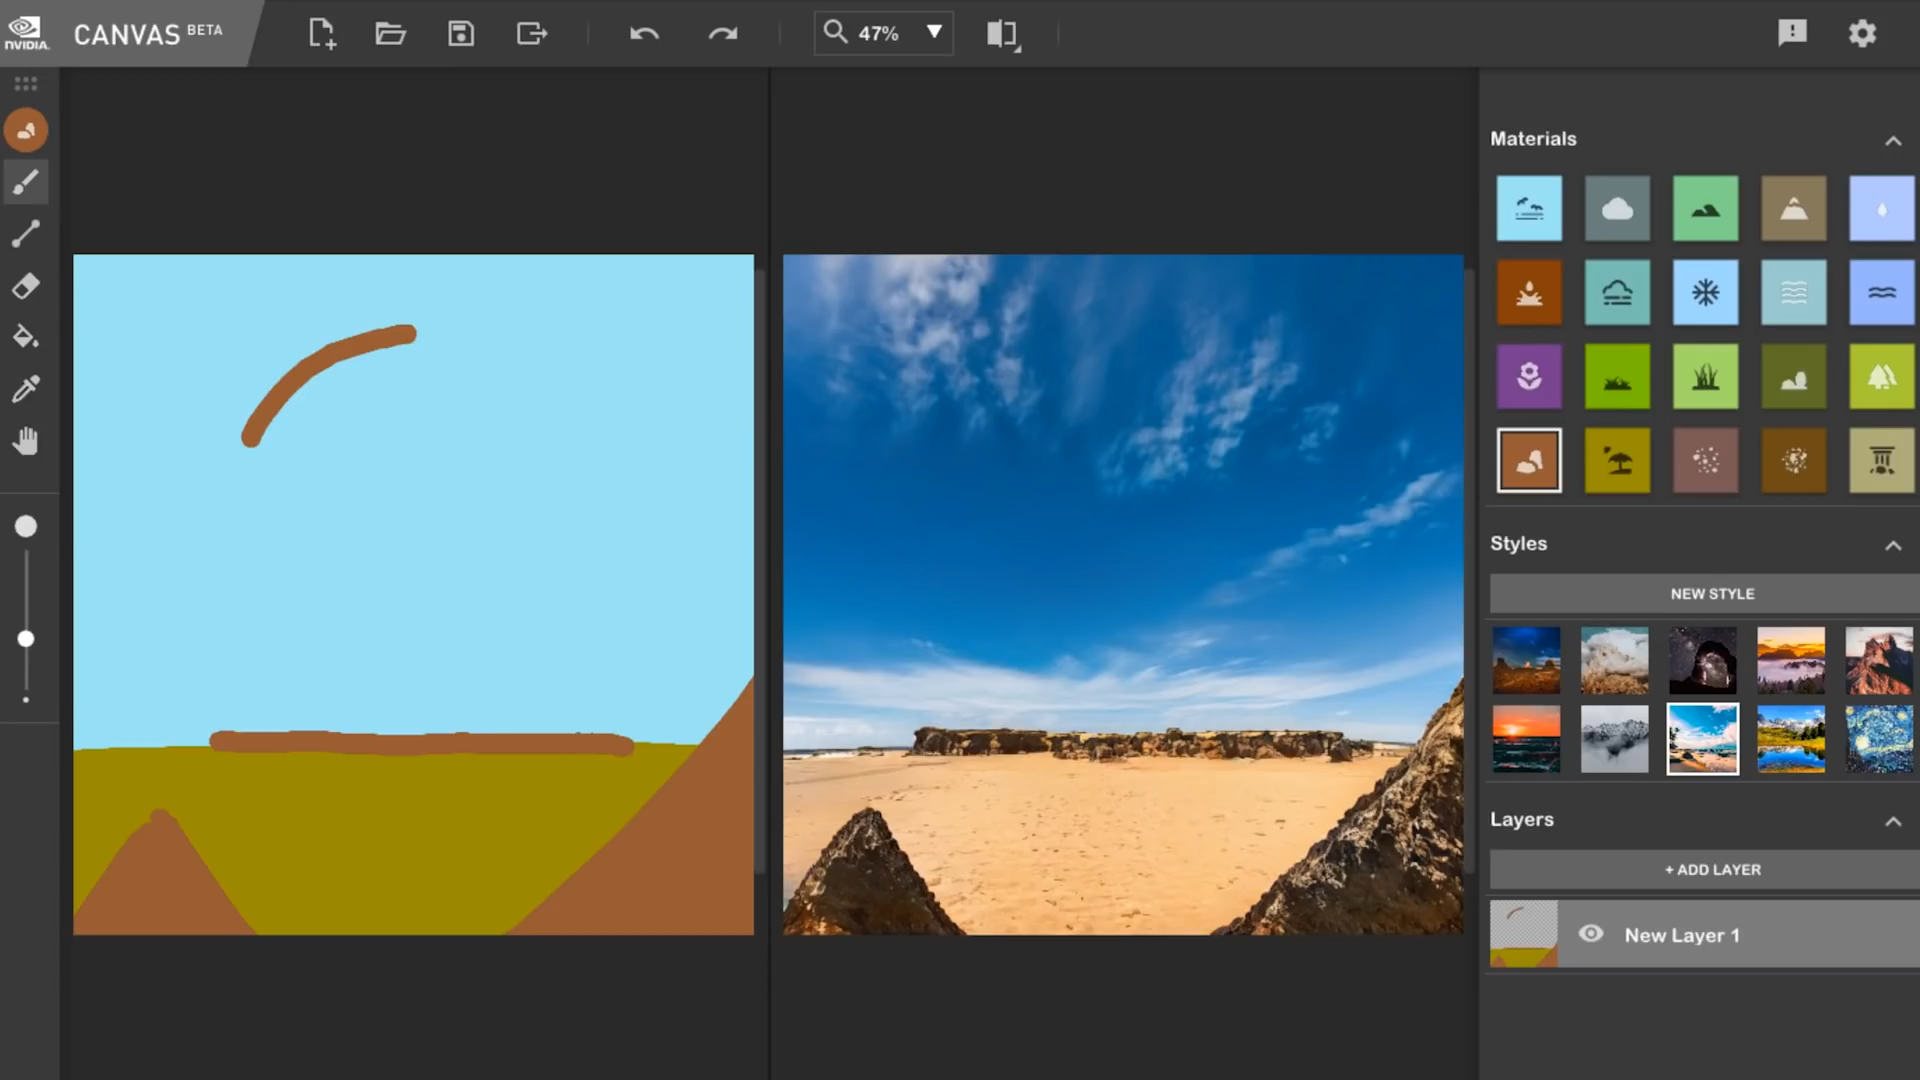 NVIDIA.
CANVAS BETA
47%
Materials
Styles
NEW STYLE
Layers
+ ADD LAYER
New Layer 1